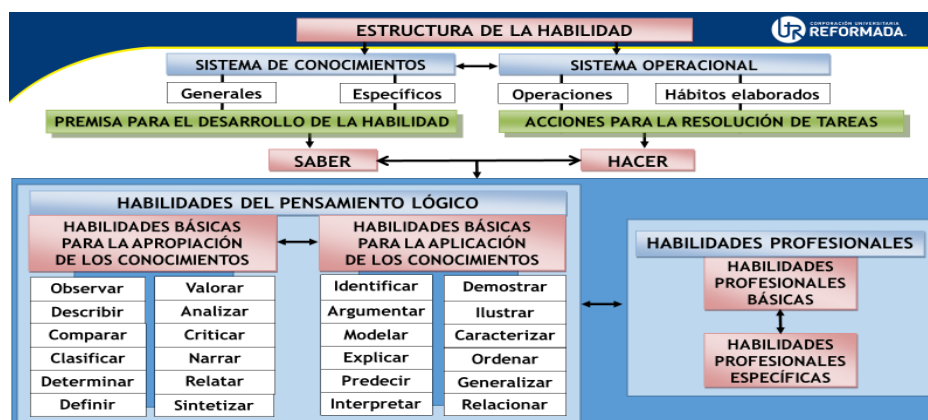 ESTRUCTURA DE LA HABILIDAD
CORPORACIÓN UNIVERSITARIA
REFORMADA
SISTEMA DE CONOCIMIENTOS
SISTEMA OPERACIONAL
Generales
Específicos
Operaciones
Hábitos elaborados
PREMISA PARA EL DESARROLLO DE LA HABILIDAD
ACCIONES PARA LA RESOLUCIÓN DE TAREAS
SABER
HACER
HABILIDADES DEL PENSAMIENTO LÓGICO
HABILIDADES BÁSICAS
PARA LA APROPIACIÓN
DE LOS CONOCIMIENTOS
Observar
Describir
Comparar
Clasificar
Determinar
Definir
Valorar
Analizar
Criticar
Narrar
Relatar
Sintetizar
HABILIDADES BÁSICAS
PARA LA APLICACIÓN
DE LOS CONOCIMIENTOS
Identificar
Argumentar
Modelar
Explicar
Predecir
Interpretar
Demostrar
Ilustrar
Caracterizar
Ordenar
Generalizar
Relacionar
HABILIDADES PROFESIONALES
HABILIDADES
PROFESIONALES
BÁSICAS
HABILIDADES
PROFESIONALES
ESPECÍFICAS